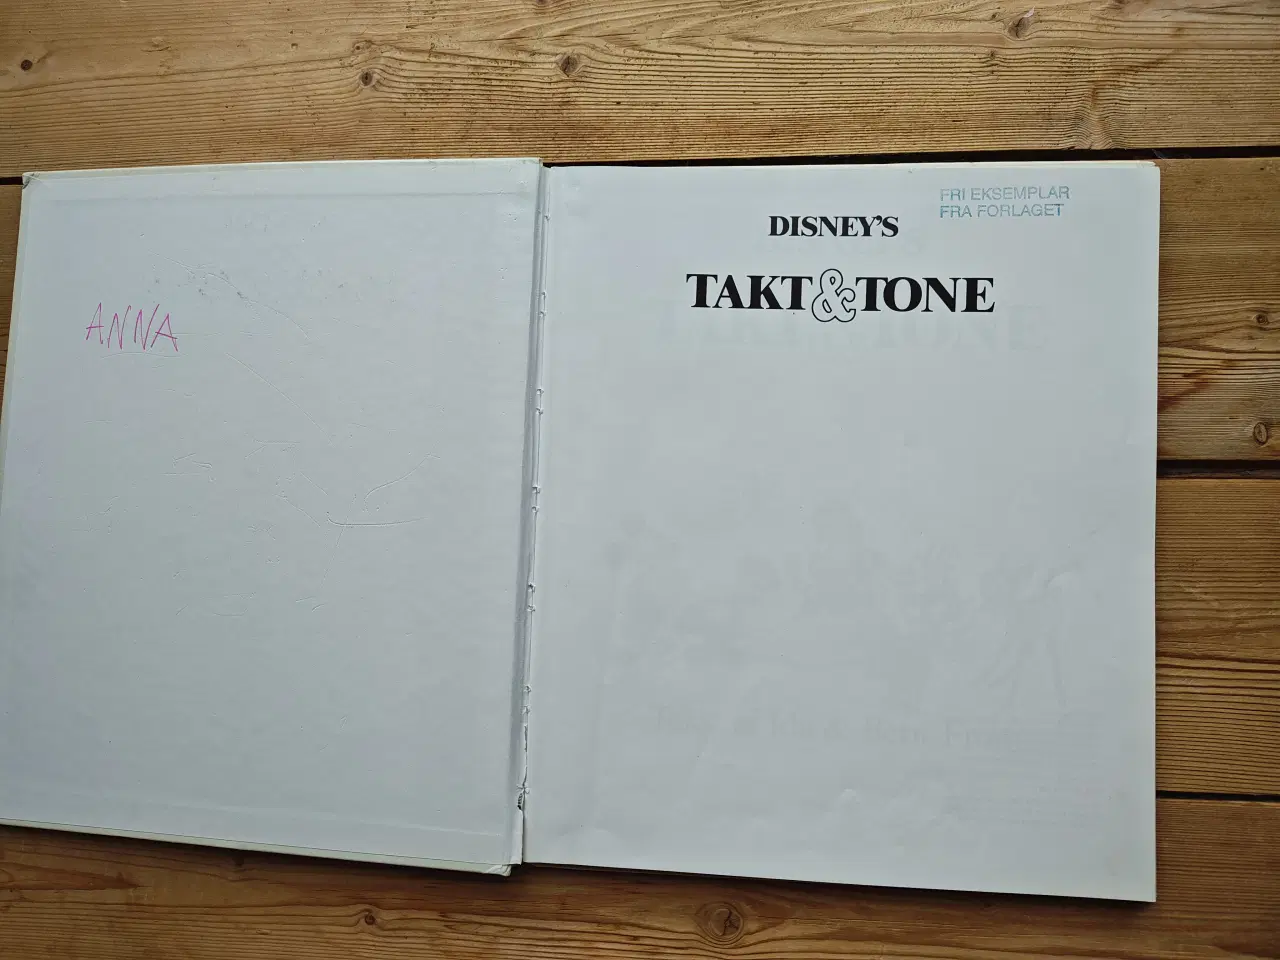 ANNA
FRI EKSEMPLAR
FRA FORLAGET
DISNEY'S
TAKT & TONE